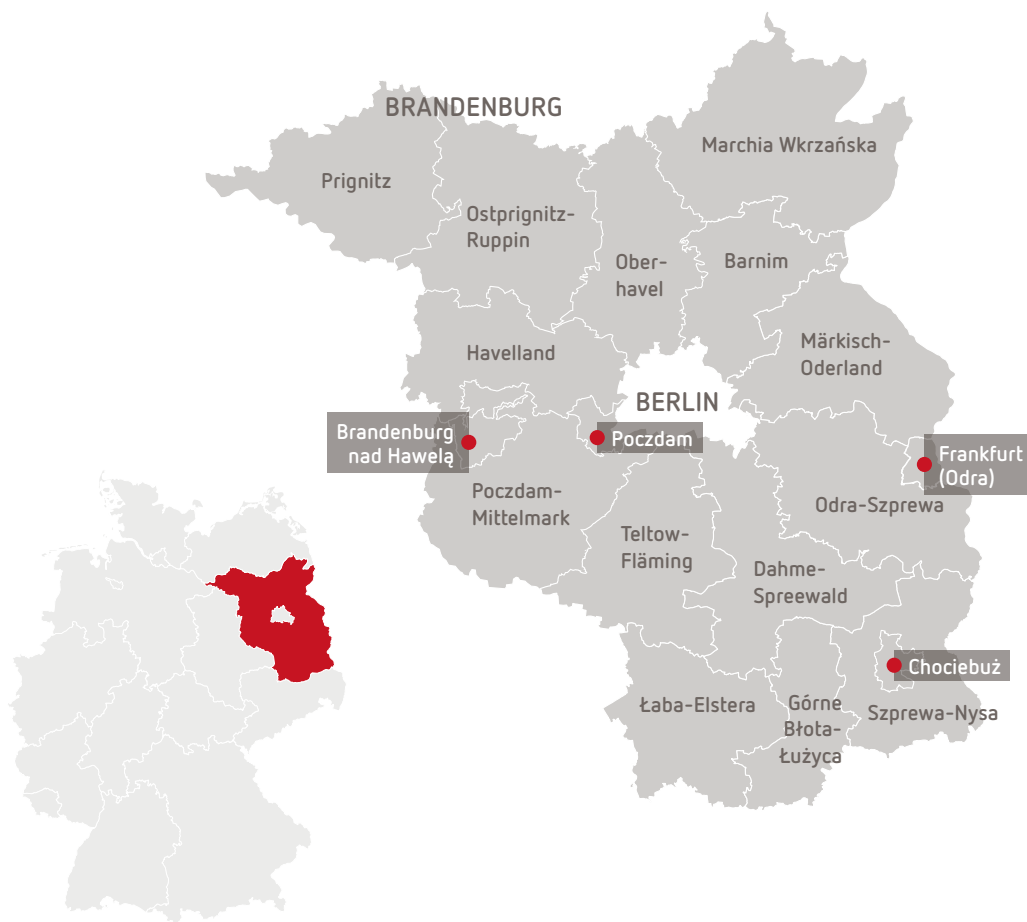 BRANDENBURG
Marchia Wkrzańska
Prignitz
Ostprignitz-
Ruppin
Ober-
havel
Barnim
Havelland
Märkisch-
Oderland
BERLIN
Brandenburg
nad Hawelą
Poczdam
Frankfurt
(Odra)
Poczdam-
Mittelmark
Odra-Szprewa
Teltow-
Fläming
Dahme-
Spreewald
Chociebuż
Łaba-Elstera
Górne
Błota-
Łużyca
Szprewa-Nysa